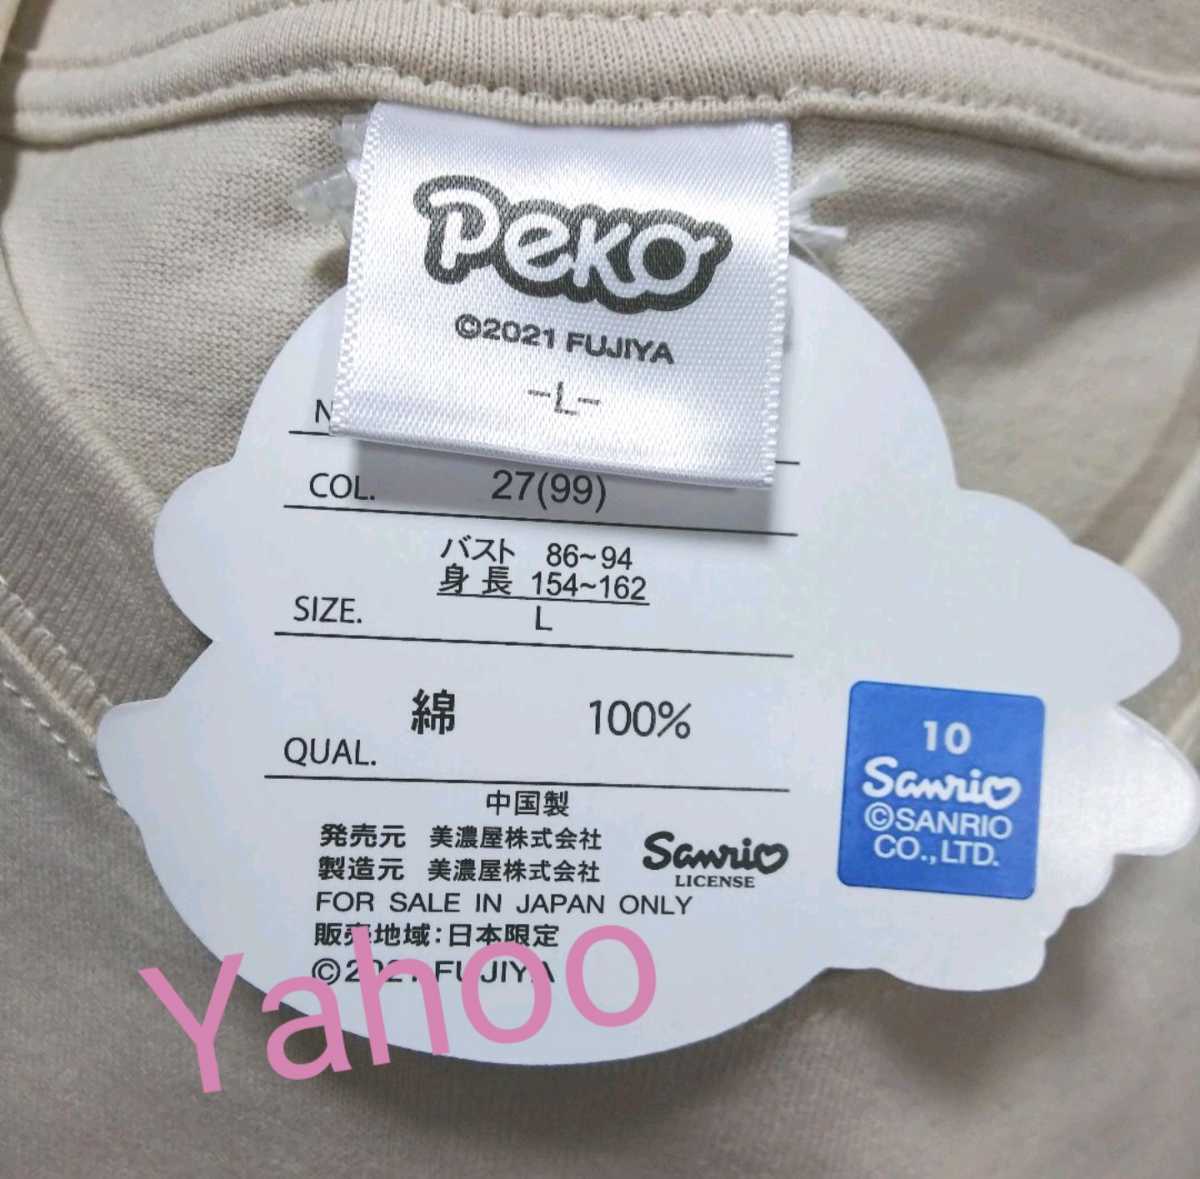 Peko
©2021 FUJIYA
-L-
COL. 27(99)
バスト 86~94
身長 154~162
SIZE. L
綿 100%
QUAL.
中国製
発売元 美濃屋株式会社
製造元 美濃屋株式会社
Sanrio
LICENSE
FOR SALE IN JAPAN ONLY
販売地域:日本限定
©2021 FUJIYA
10
Sanrio
©SANRIO
CO.,LTD.
Yahoo